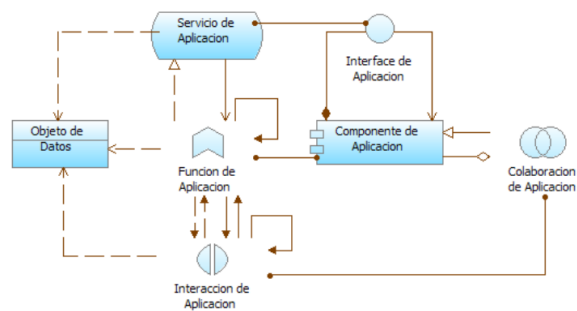 Servicio de
Aplicacion
Interface de
Aplicacion
Objeto de
Datos
Componente de
Aplicacion
Funcion de
Aplicacion
Colaboracion
de Aplicacion
Interaccion de
Aplicacion